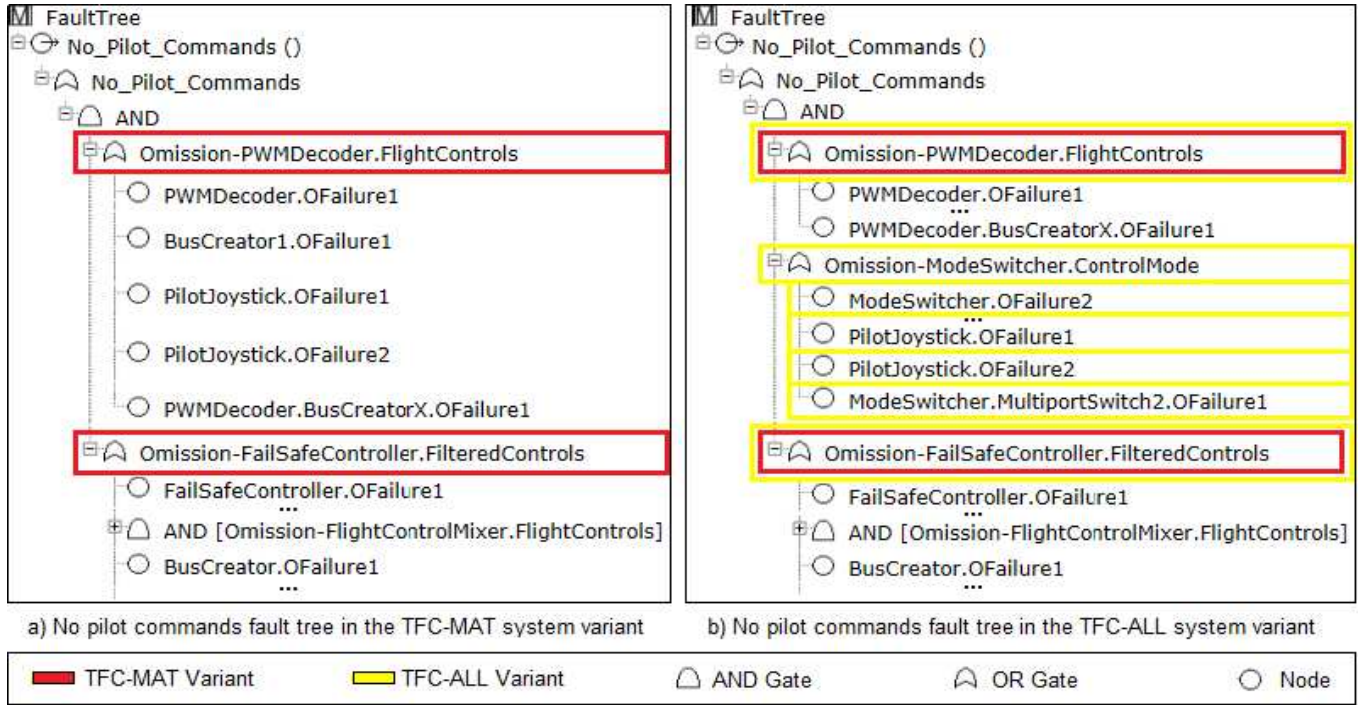 FaultTree
No_Pilot_Commands ()
No_Pilot_Commands
AND
Omission-PWMDecoder.FlightControls
PWMDecoder.OFailure1
BusCreator1.OFailure1
PilotJoystick.OFailure1
PilotJoystick.OFailure2
PWMDecoder.BusCreatorX.OFailure1
Omission-FailSafeController.FilteredControls
FailSafeController.OFailure1
...
AND [Omission-FlightControlMixer.FlightControls]
BusCreator.OFailure1
...
a) No pilot commands fault tree in the TFC-MAT system variant
FaultTree
No_Pilot_Commands ()
No_Pilot_Commands
AND
Omission-PWMDecoder.FlightControls
PWMDecoder.OFailure1
...
PWMDecoder.BusCreatorX.OFailure1
Omission-ModeSwitcher.ControlMode
ModeSwitcher.OFailure2
...
PilotJoystick.OFailure1
PilotJoystick.OFailure2
ModeSwitcher.MultiportSwitch2.OFailure1
Omission-FailSafeController.FilteredControls
FailSafeController.OFailure1
...
AND [Omission-FlightControlMixer.FlightControls]
BusCreator.OFailure1
...
b) No pilot commands fault tree in the TFC-ALL system variant
TFC-MAT Variant TFC-ALL Variant AND Gate OR Gate Node